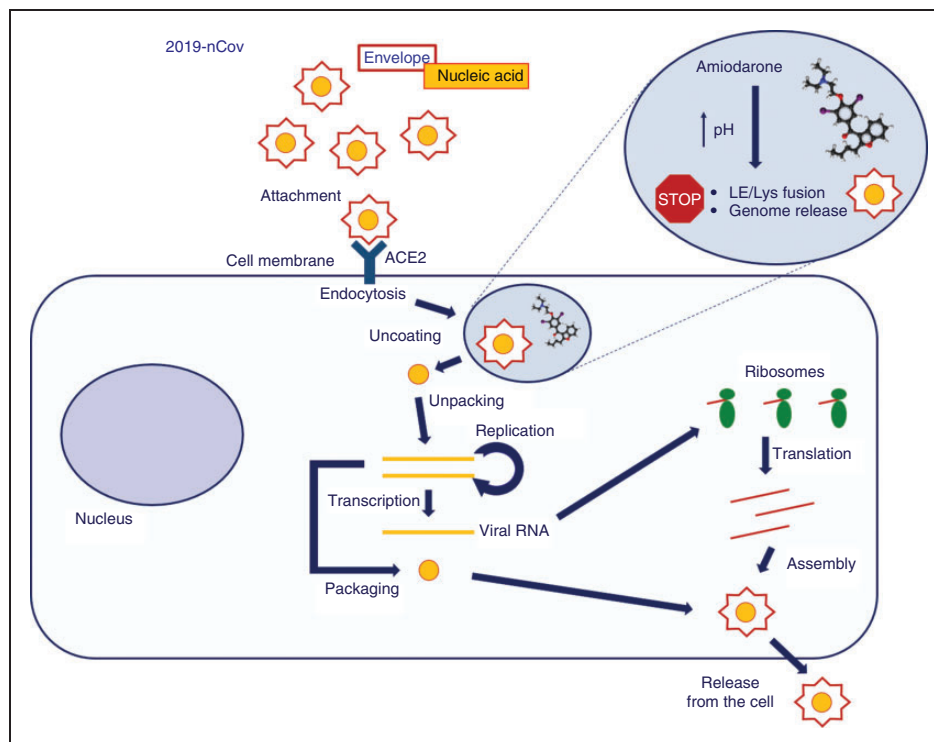 2019-nCov
Envelope
Nucleic acid
Attachment
Cell membrane
ACE2
Endocytosis
Uncoating
Unpacking
Replication
Transcription
Viral RNA
Packaging
Nucleus
Amiodarone
pH
STOP
• LE/Lys fusion
• Genome release
Ribosomes
Translation
Assembly
Release
from the cell